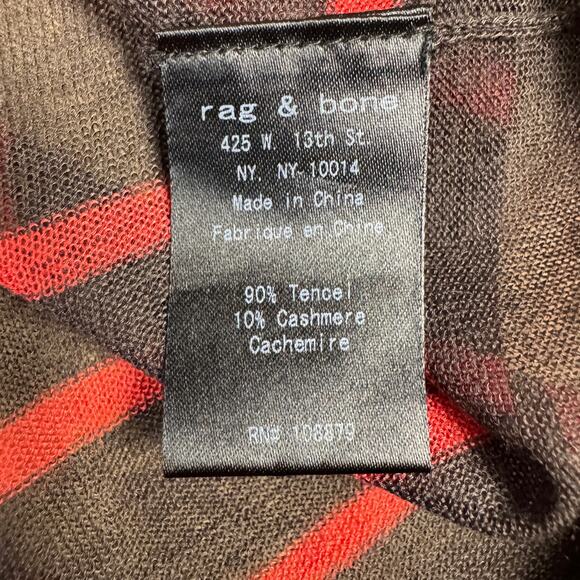 rag & bone
425 W. 13th St.
NY, NY 10014
Made in China
Fabrique en Chine
90% Tencel
10% Cashmere
Cachemire
RN# 108879